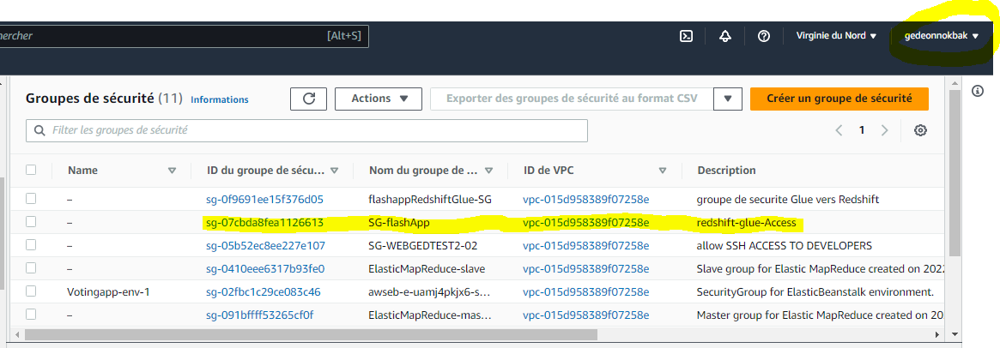 hercher [Alt+S] Virginie du Nord gedeonnokbak
Groupes de sécurité (11) Informations Actions Exporter des groupes de sécurité au format CSV Créer un groupe de sécurité
Filtrer les groupes de sécurité 1
Name ID du groupe de sécu... Nom du groupe de ... ID de VPC Description
– sg-0f9691ee15f376d05 flashappRedshiftGlue-SG vpc-015d958389f07258e groupe de securite Glue vers Redshift
– sg-07cbda8fea1126613 SG-flashApp vpc-015d958389f07258e redshift-glue-Access
– sg-05b52ec8ee227e107 SG-WEBGEDTEST2-02 vpc-015d958389f07258e allow SSH ACCESS TO DEVELOPERS
– sg-0410eee6317b93fe0 ElasticMapReduce-slave vpc-015d958389f07258e Slave group for Elastic MapReduce created on 202
Votingapp-env-1 sg-02fbc1c29ce083c46 awseb-e-uamj4pkjx6-s... vpc-015d958389f07258e SecurityGroup for ElasticBeanstalk environment.
– sg-091bffff53265cf0f ElasticMapReduce-mas... vpc-015d958389f07258e Master group for Elastic MapReduce created on 20